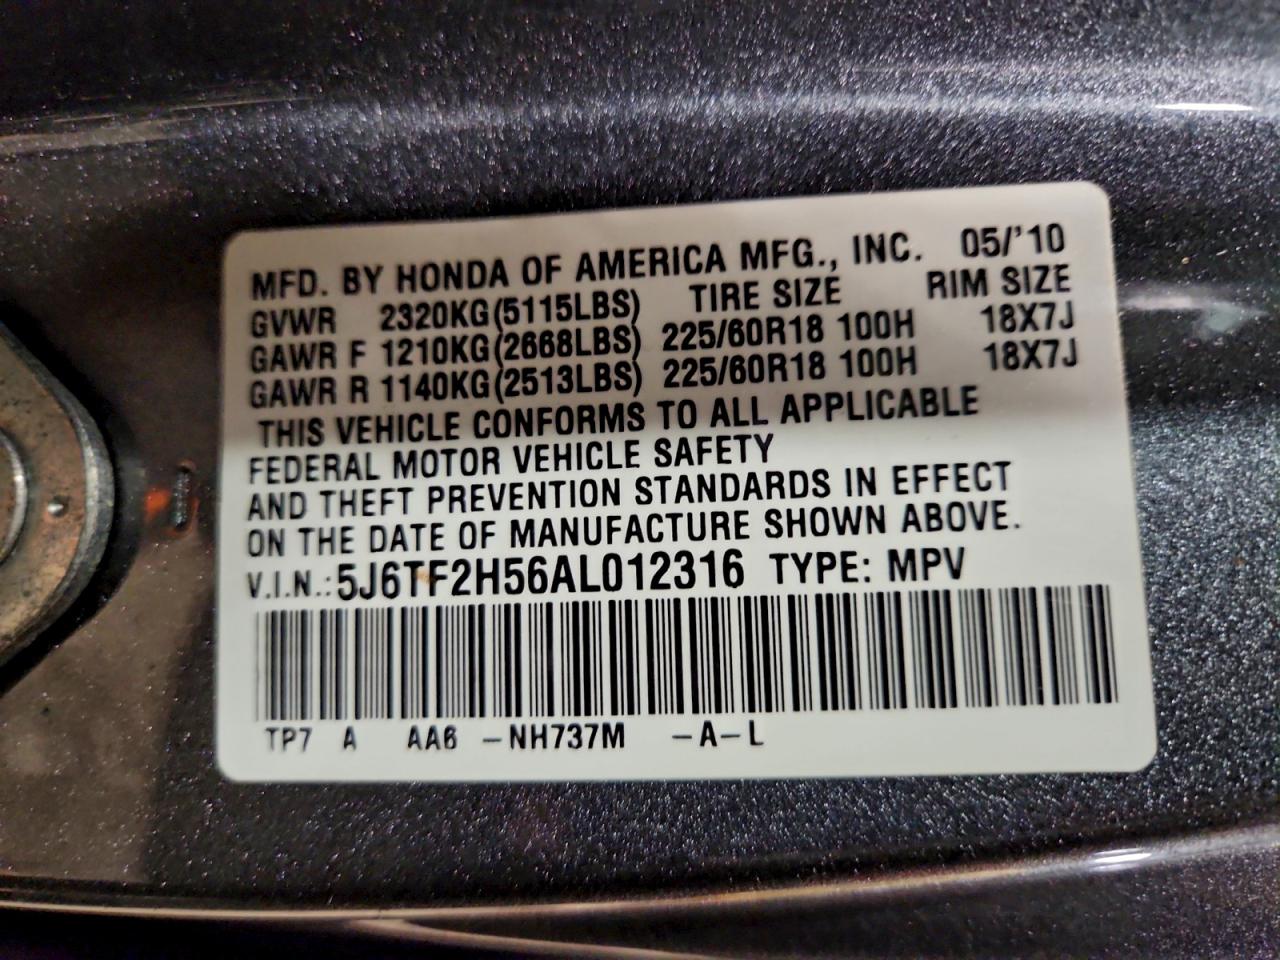 MFD. BY HONDA OF AMERICA MFG., INC. 05/'10
GVWR 2320KG(5115LBS) TIRE SIZE RIM SIZE
GAWR F 1210KG(2668LBS) 225/60R18 100H 18X7J
GAWR R 1140KG(2513LBS) 225/60R18 100H 18X7J
THIS VEHICLE CONFORMS TO ALL APPLICABLE
FEDERAL MOTOR VEHICLE SAFETY
AND THEFT PREVENTION STANDARDS IN EFFECT
ON THE DATE OF MANUFACTURE SHOWN ABOVE.
V.I.N.:5J6TF2H56AL012316 TYPE: MPV
TP7 A AA6 -NH737M -A-L